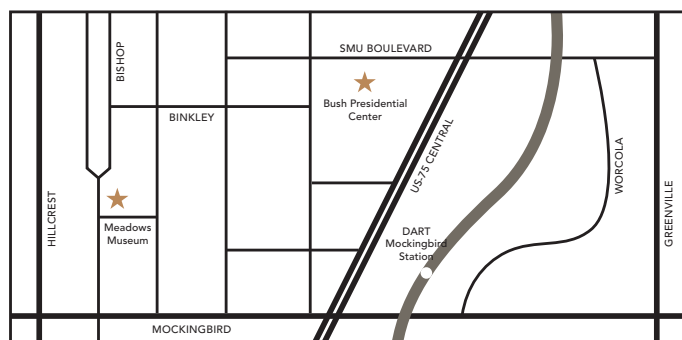 SMU BOULEVARD
BISHOP
Bush Presidential
Center
BINKLEY
US-75 CENTRAL
WORCOLA
HILLCREST
GREENVILLE
Meadows
Museum
DART
Mockingbird
Station
MOCKINGBIRD